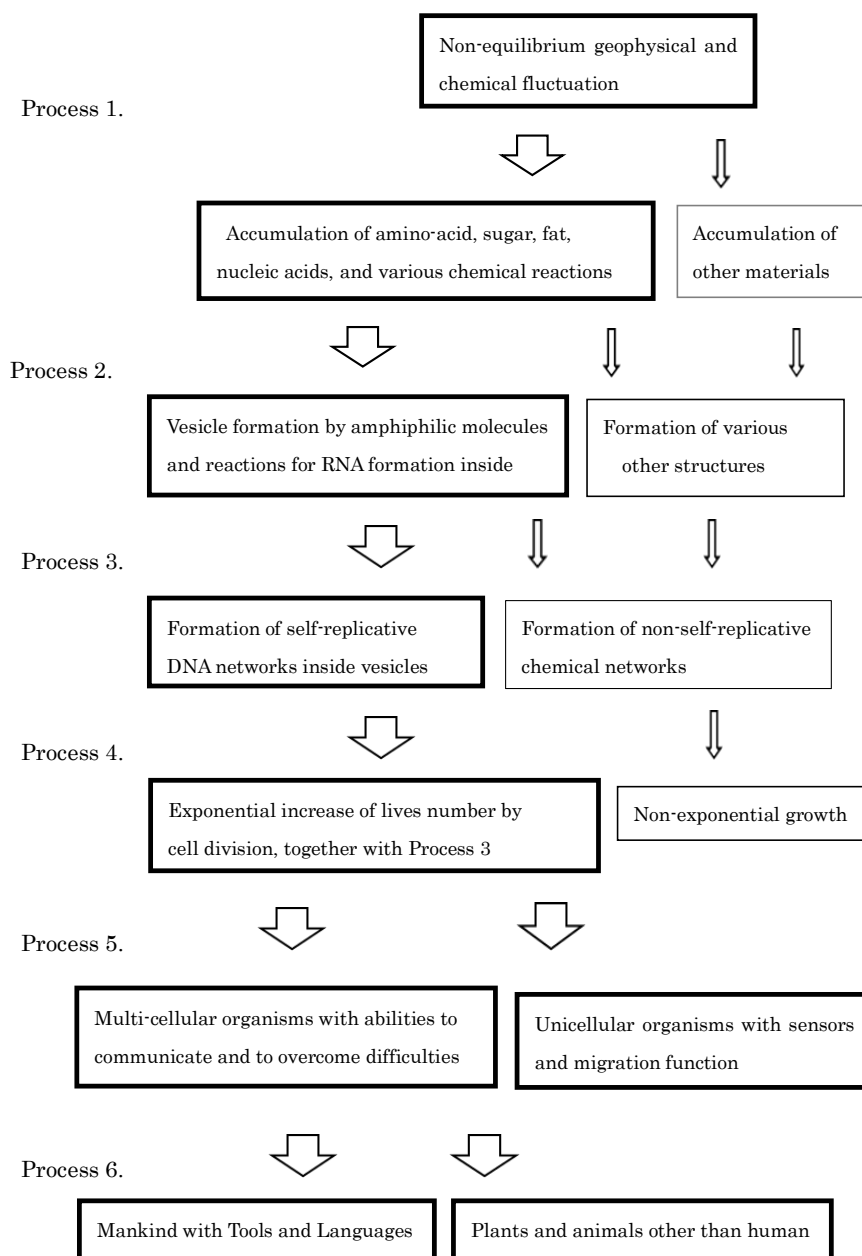 Non-equilibrium geophysical and
chemical fluctuation
Process 1.
Accumulation of amino-acid, sugar, fat,
nucleic acids, and various chemical reactions
Accumulation of
other materials
Process 2.
Vesicle formation by amphiphilic molecules
and reactions for RNA formation inside
Formation of various
other structures
Process 3.
Formation of self-replicative
DNA networks inside vesicles
Formation of non-self-replicative
chemical networks
Process 4.
Exponential increase of lives number by
cell division, together with Process 3
Non-exponential growth
Process 5.
Multi-cellular organisms with abilities to
communicate and to overcome difficulties
Unicellular organisms with sensors
and migration function
Process 6.
Mankind with Tools and Languages
Plants and animals other than human